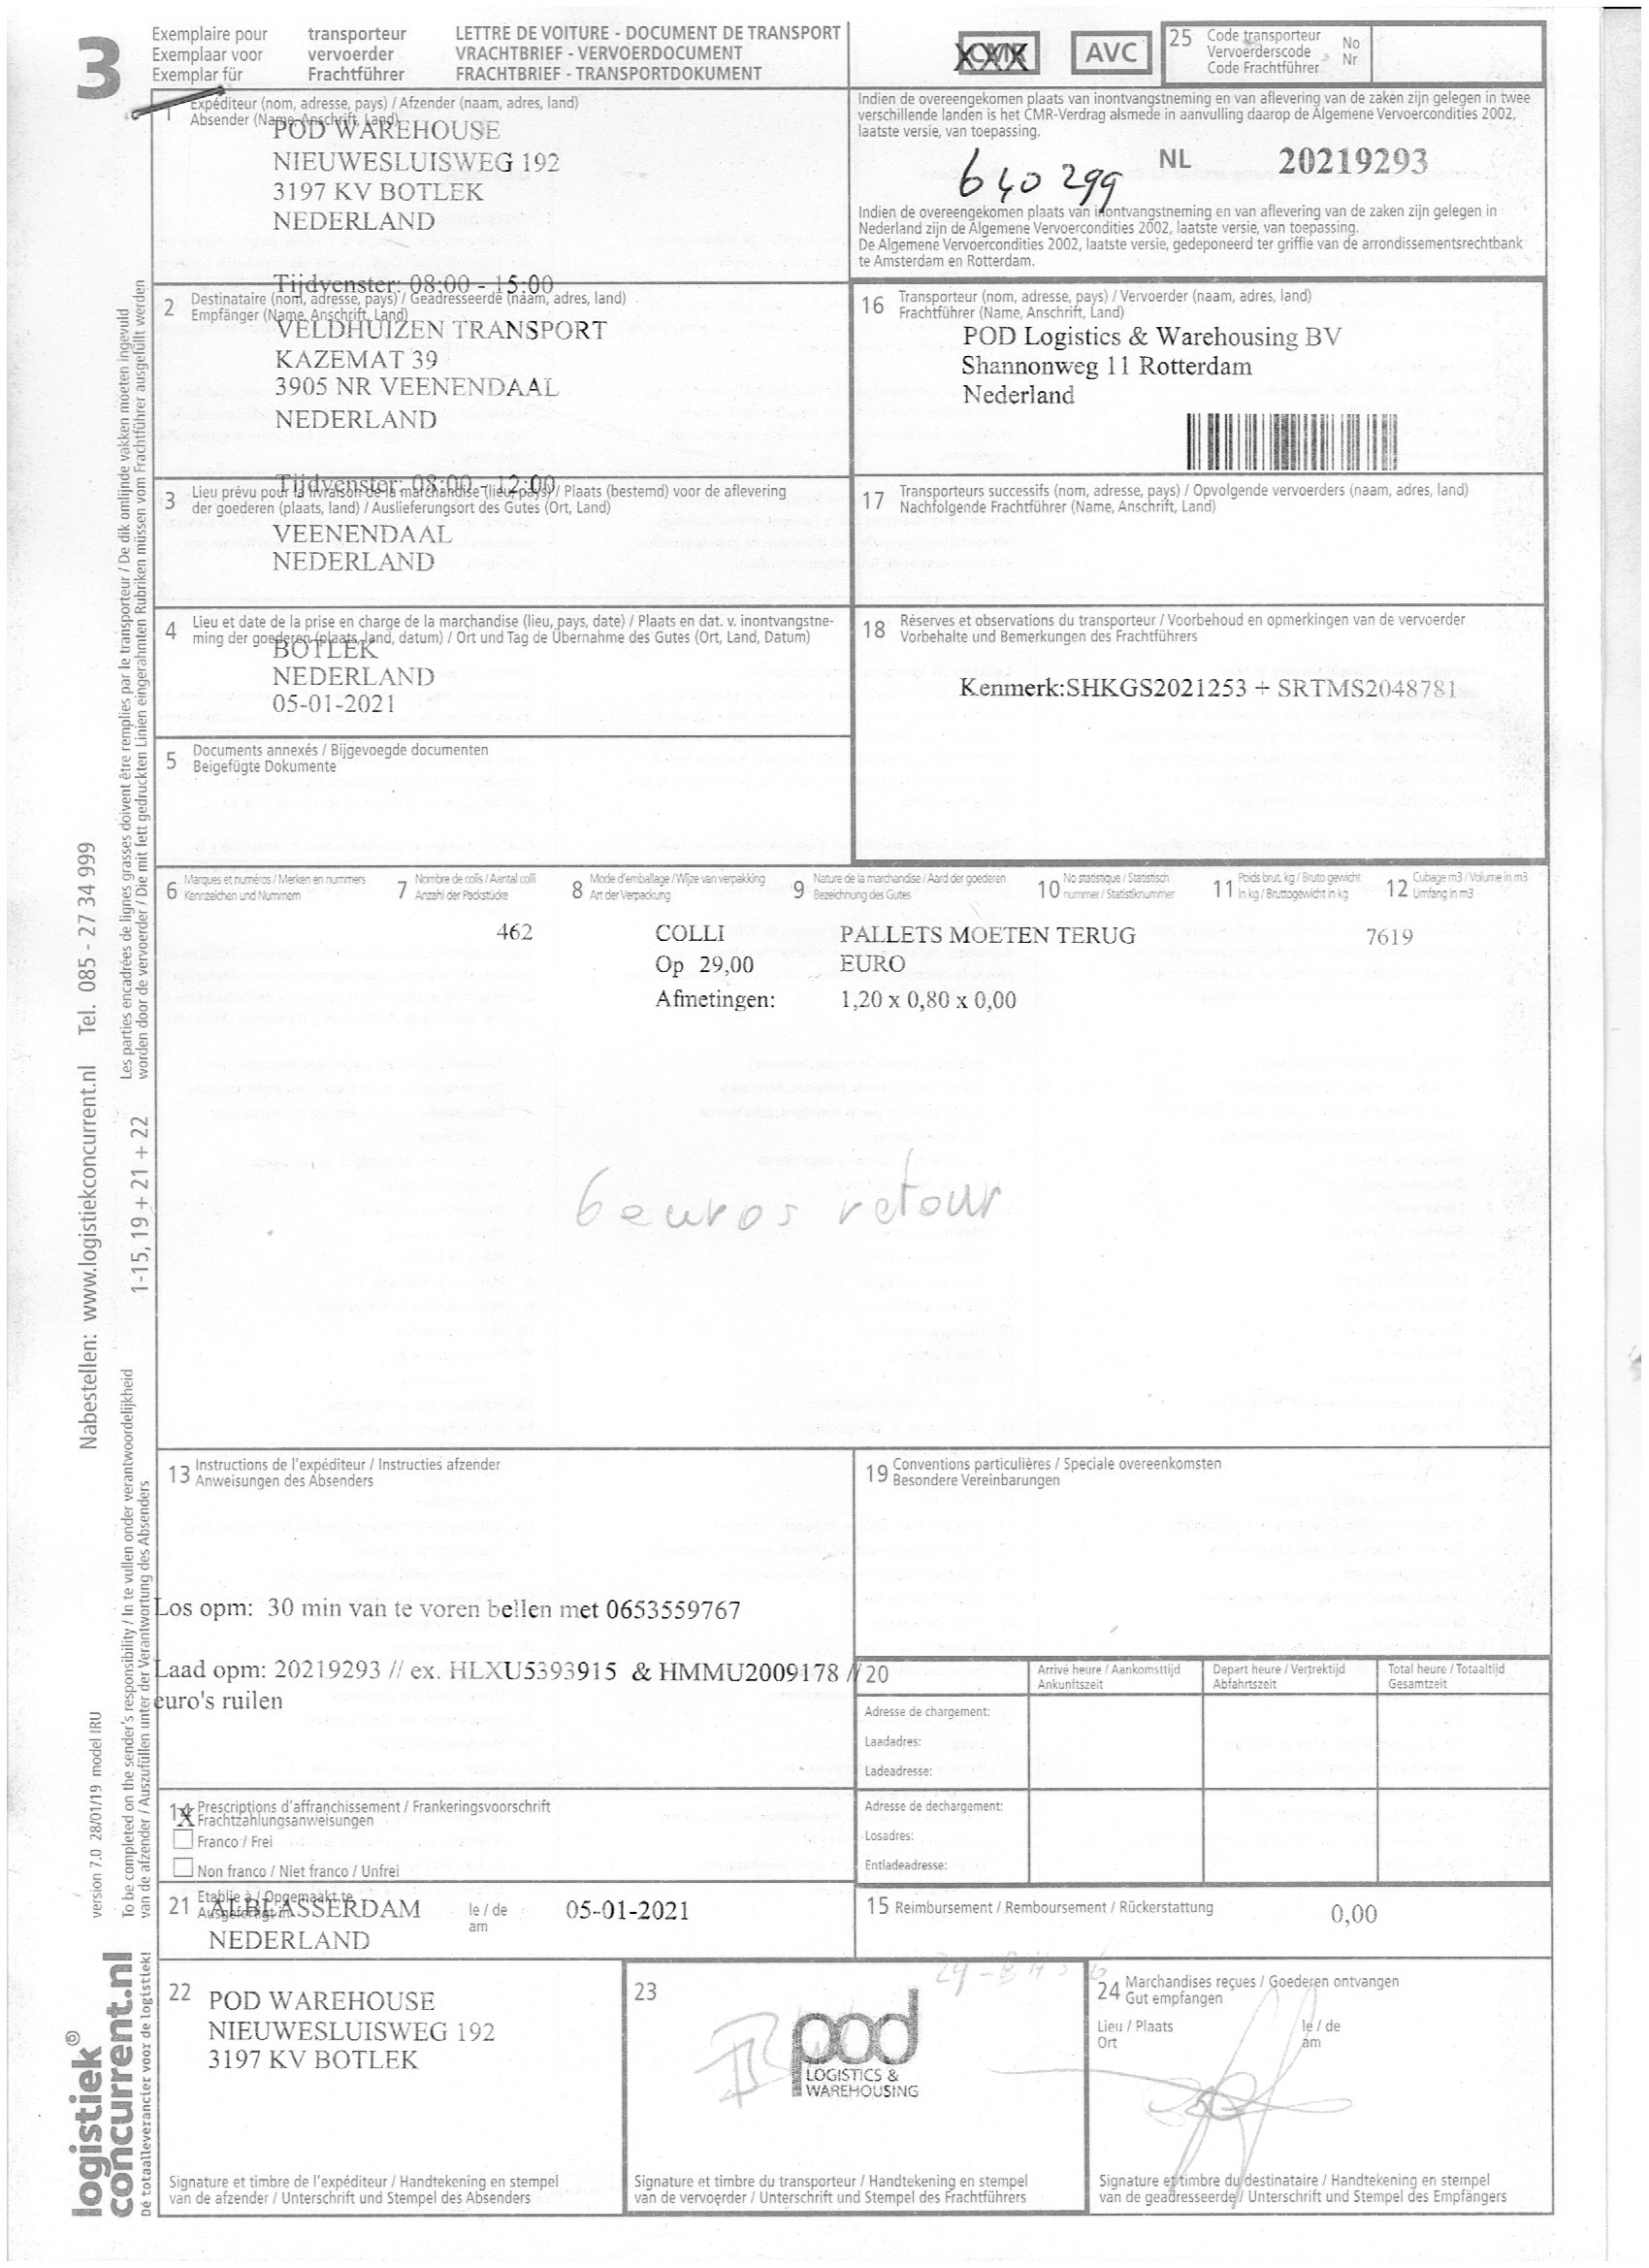 3
Exemplaire pour transporteur
Exemplaar voor vervoerder
Exemplar für Frachtführer
LETTRE DE VOITURE - DOCUMENT DE TRANSPORT
VRACHTBRIEF - VERVOERDOCUMENT
FRACHTBRIEF - TRANSPORTDOKUMENT
AVC
25 Code transporteur No
Vervoerderscode Nr
Code Frachtführer
1 Expéditeur (nom, adresse, pays) / Afzender (naam, adres, land)
Absender (Name, Anschrift, Land)
POD WAREHOUSE
NIEUWESLUISWEG 192
3197 KV BOTLEK
NEDERLAND
Tijdvenster: 08:00 - 15:00
Indien de overeengekomen plaats van inontvangstneming en van aflevering van de zaken zijn gelegen in twee
verschillende landen is het CMR-Verdrag alsmede in aanvulling daarop de Algemene Vervoercondities 2002,
laatste versie, van toepassing.
640299
NL 20219293
Indien de overeengekomen plaats van inontvangstneming en van aflevering van de zaken zijn gelegen in
Nederland zijn de Algemene Vervoercondities 2002, laatste versie, van toepassing.
De Algemene Vervoercondities 2002, laatste versie, gedeponeerd ter griffie van de arrondissementsrechtbank
te Amsterdam en Rotterdam.
2 Destinataire (nom, adresse, pays) / Geadresseerde (naam, adres, land)
Empfänger (Name, Anschrift, Land)
VELDHUIZEN TRANSPORT
KAZEMAT 39
3905 NR VEENENDAAL
NEDERLAND
Tijdvenster: 08:00 - 12:00
16 Transporteur (nom, adresse, pays) / Vervoerder (naam, adres, land)
Frachtführer (Name, Anschrift, Land)
POD Logistics & Warehousing BV
Shannonweg 11 Rotterdam
Nederland
3 Lieu prévu pour la livraison de la marchandise (lieu, pays) / Plaats (bestemd) voor de aflevering
der goederen (plaats, land) / Auslieferungsort des Gutes (Ort, Land)
VEENENDAAL
NEDERLAND
17 Transporteurs successifs (nom, adresse, pays) / Opvolgende vervoerders (naam, adres, land)
Nachfolgende Frachtführer (Name, Anschrift, Land)
4 Lieu et date de la prise en charge de la marchandise (lieu, pays, date) / Plaats en dat. v. inontvangstne-
ming der goederen (plaats, land, datum) / Ort und Tag de Übernahme des Gutes (Ort, Land, Datum)
BOTLEK
NEDERLAND
05-01-2021
18 Réserves et observations du transporteur / Voorbehoud en opmerkingen van de vervoerder
Vorbehalte und Bemerkungen des Frachtführers
Kenmerk:SHKGS2021253 + SRTMS2048781
5 Documents annexés / Bijgevoegde documenten
Beigefügte Dokumente
6 Marques et numéros / Merken en nummers
Kennzeichen und Nummern
7 Nombre de colis / Aantal colli
Anzahl der Packstücke
8 Mode d'emballage / Wijze van verpakking
Art der Verpackung
9 Nature de la marchandise / Aard der goederen
Bezeichnung des Gutes
10 No statistique / Statistisch
nummer / Statistiknummer
11 Poids brut. kg / Bruto gewicht
In kg / Bruttogewicht in kg
12 Cubage m3 / Volume in m3
Umfang in m3
462 COLLI PALLETS MOETEN TERUG 7619
Op 29,00 EURO
Afmetingen: 1,20 x 0,80 x 0,00
6 euros retour
13 Instructions de l'expéditeur / Instructies afzender
Anweisungen des Absenders
Los opm: 30 min van te voren bellen met 0653559767
Laad opm: 20219293 // ex. HLXU5393915 & HMMU2009178 //
euro's ruilen
19 Conventions particulières / Speciale overeenkomsten
Besondere Vereinbarungen
20
Arrivé heure / Aankomsttijd
Ankunftszeit
Depart heure / Vertrektijd
Abfahrtszeit
Total heure / Totaaltijd
Gesamtzeit
Adresse de chargement:
Laadadres:
Ladeadresse:
Adresse de dechargement:
Losadres:
Entladeadresse:
14 Prescriptions d'affranchissement / Frankeringsvoorschrift
X Frachtzahlungsanweisungen
Franco / Frei
Non franco / Niet franco / Unfrei
21 Etablie à / Opgemaakt te
Ausgefertigt in
ALBLASSERDAM
NEDERLAND
le / de
am
05-01-2021
15 Reimbursement / Remboursement / Rückerstattung
0,00
22 POD WAREHOUSE
NIEUWESLUISWEG 192
3197 KV BOTLEK
Signature et timbre de l'expéditeur / Handtekening en stempel
van de afzender / Unterschrift und Stempel des Absenders
23
pod
LOGISTICS &
WAREHOUSING
Signature et timbre du transporteur / Handtekening en stempel
van de vervoerder / Unterschrift und Stempel des Frachtführers
24 Marchandises reçues / Goederen ontvangen
Gut empfangen
Lieu / Plaats
Ort
le / de
am
Signature et timbre du destinataire / Handtekening en stempel
van de geadresseerde / Unterschrift und Stempel des Empfängers
Les parties encadrées de lignes grasses doivent être remplies par le transporteur / De dik omlijnde vakken moeten ingevuld
worden door de vervoerder / Die mit fett gedruckten Linien eingerahmten Rubriken müssen vom Frachtführer ausgefüllt werden
1-15, 19 + 21 + 22
To be completed on the sender's responsibility / In te vullen onder verantwoordelijkheid
van de afzender / Auszufüllen unter der Verantwortung des Absenders
Nabestellen: www.logistiekconcurrent.nl Tel. 085 - 27 34 999
version 7.0 28/01/19 model IRU
logistiek©
concurrent.nl
Dé totaalleverancier voor de logistiek!